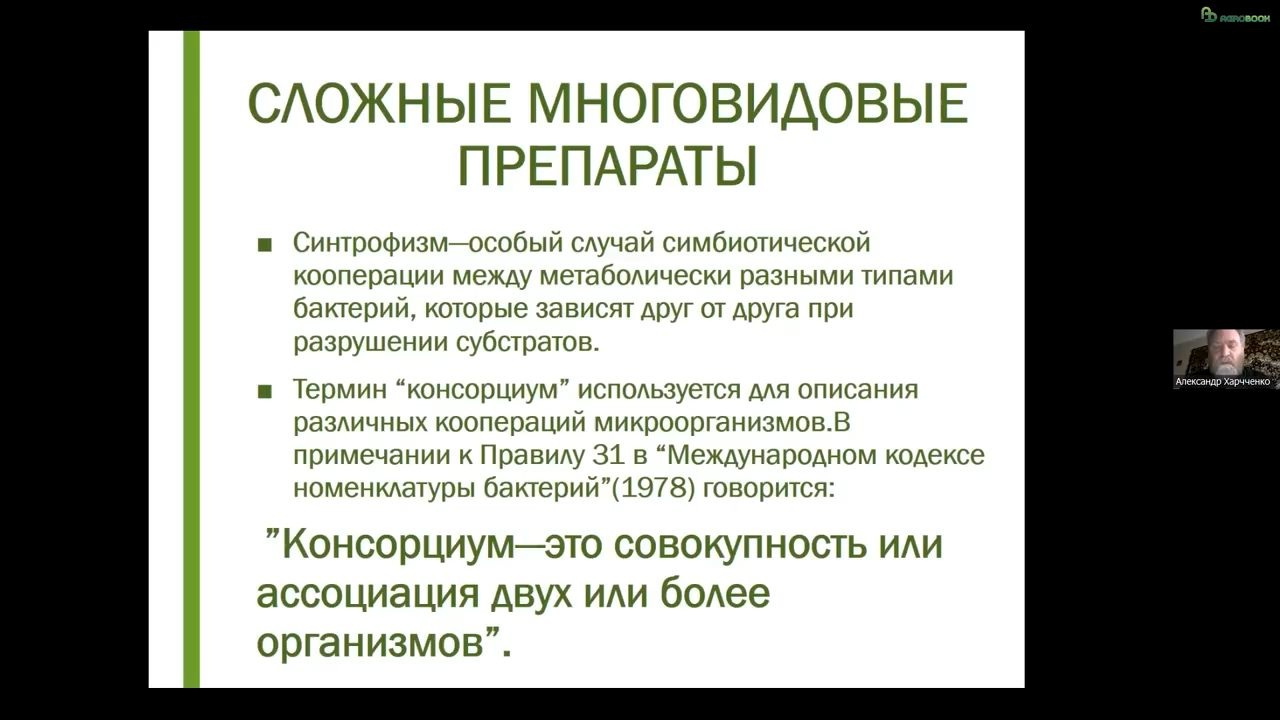 AGROBOOK
СЛОЖНЫЕ МНОГОВИДОВЫЕ
ПРЕПАРАТЫ
■ Синтрофизм—особый случай симбиотической
кооперации между метаболически разными типами
бактерий, которые зависят друг от друга при
разрушении субстратов.
■ Термин “консорциум” используется для описания
различных коопераций микроорганизмов.В
примечании к Правилу 31 в “Международном кодексе
номенклатуры бактерий”(1978) говорится:
”Консорциум—это совокупность или
ассоциация двух или более
организмов”.
Александр Харчченко